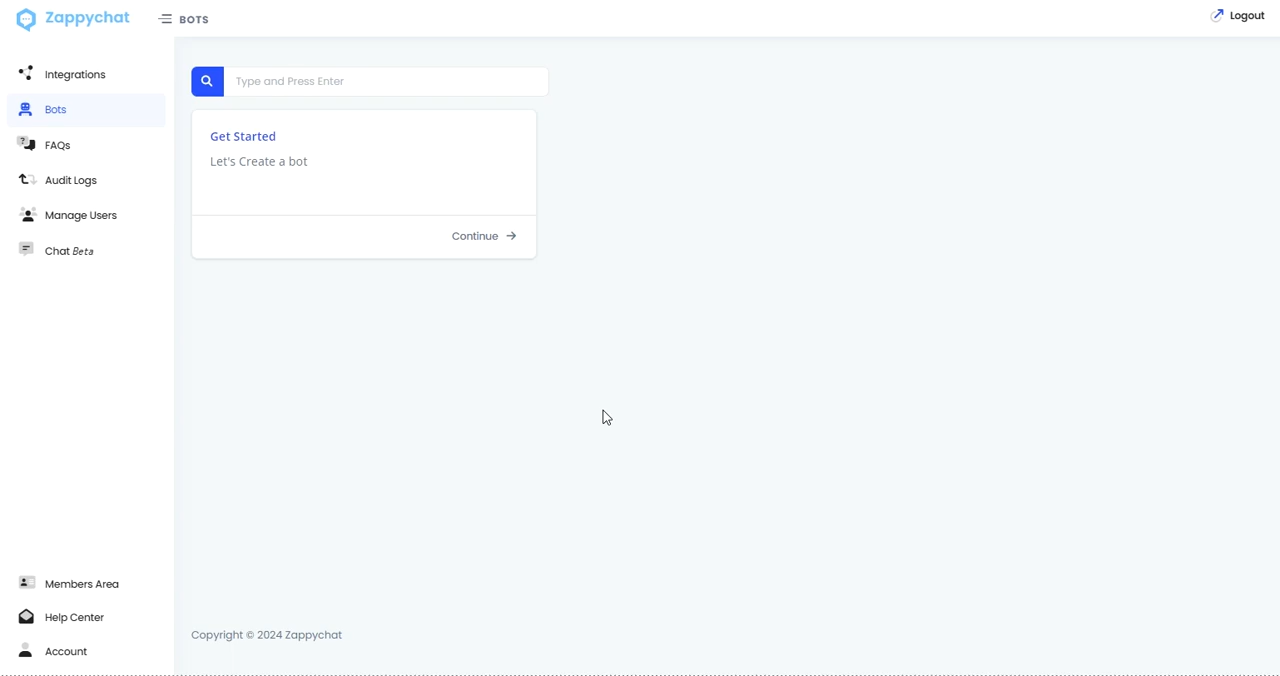 Zappychat
BOTS
Logout
Integrations
Bots
FAQs
Audit Logs
Manage Users
Chat Beta
Type and Press Enter
Get Started
Let's Create a bot
Continue
Members Area
Help Center
Account
Copyright © 2024 Zappychat